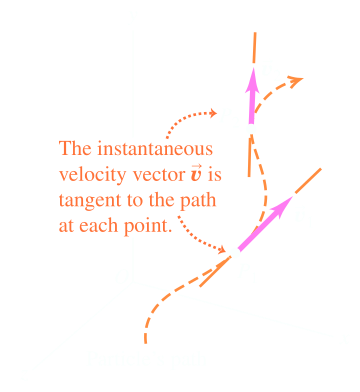 The instantaneous
velocity vector v⃗ is
tangent to the path
at each point.